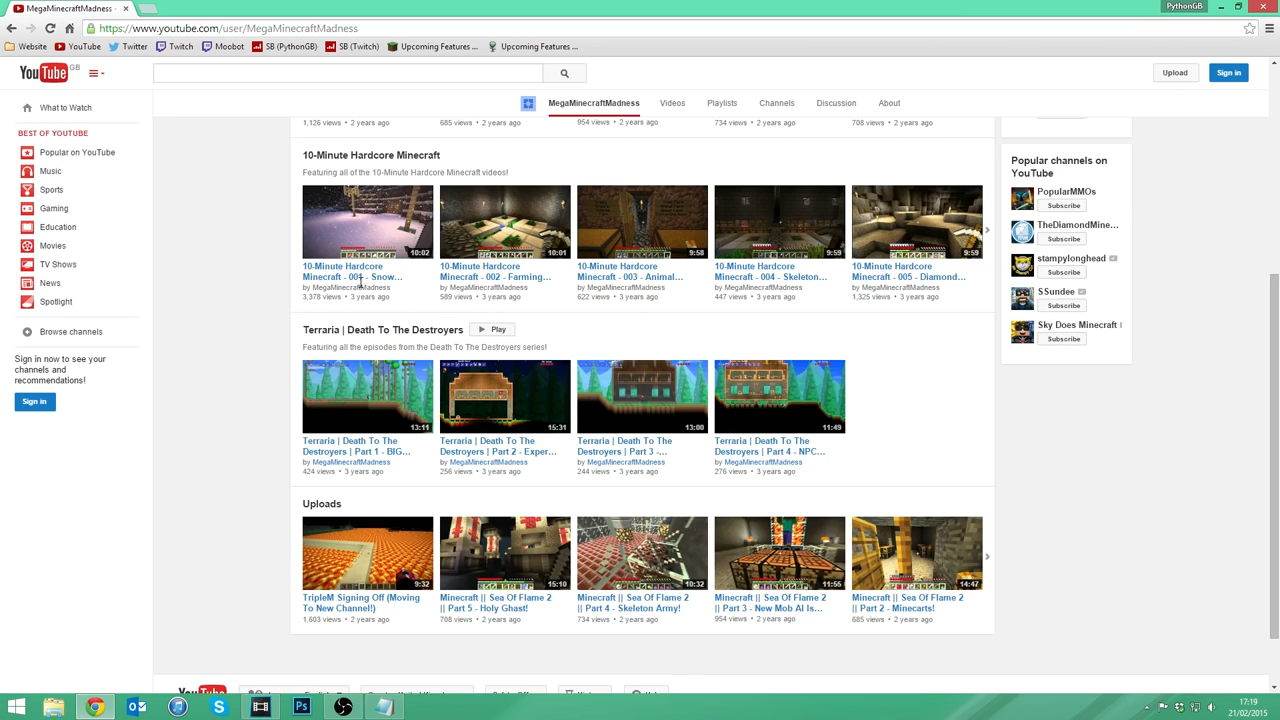 MegaMinecraftMadness -
PythonGB
https://www.youtube.com/user/MegaMinecraftMadness
Website YouTube Twitter Twitch Moobot SB (PythonGB) SB (Twitch) Upcoming Features ... Upcoming Features ...
YouTube GB
Upload Sign in
What to Watch
BEST OF YOUTUBE
Popular on YouTube
Music
Sports
Gaming
Education
Movies
TV Shows
News
Spotlight
Browse channels
Sign in now to see your
channels and
recommendations!
Sign in
MegaMinecraftMadness Videos Playlists Channels Discussion About
1,126 views • 2 years ago 685 views • 2 years ago 954 views • 2 years ago 734 views • 2 years ago 708 views • 2 years ago
10-Minute Hardcore Minecraft
Featuring all of the 10-Minute Hardcore Minecraft videos!
10:02 10:01 9:58 9:59 9:59
10-Minute Hardcore
Minecraft - 001 - Snow...
by MegaMinecraftMadness
3,378 views • 3 years ago
10-Minute Hardcore
Minecraft - 002 - Farming...
by MegaMinecraftMadness
589 views • 3 years ago
10-Minute Hardcore
Minecraft - 003 - Animal...
by MegaMinecraftMadness
622 views • 3 years ago
10-Minute Hardcore
Minecraft - 004 - Skeleton...
by MegaMinecraftMadness
447 views • 3 years ago
10-Minute Hardcore
Minecraft - 005 - Diamond...
by MegaMinecraftMadness
1,325 views • 3 years ago
Terraria | Death To The Destroyers Play
Featuring all the episodes from the Death To The Destroyers series!
13:11 15:31 13:00 11:49
Terraria | Death To The
Destroyers | Part 1 - BIG...
by MegaMinecraftMadness
424 views • 3 years ago
Terraria | Death To The
Destroyers | Part 2 - Exper...
by MegaMinecraftMadness
256 views • 3 years ago
Terraria | Death To The
Destroyers | Part 3 -...
by MegaMinecraftMadness
244 views • 3 years ago
Terraria | Death To The
Destroyers | Part 4 - NPC...
by MegaMinecraftMadness
276 views • 3 years ago
Uploads
9:32 15:10 10:32 11:55 14:47
TripleM Signing Off (Moving
To New Channel!)
1,603 views • 2 years ago
Minecraft || Sea Of Flame 2
|| Part 5 - Holy Ghast!
708 views • 2 years ago
Minecraft || Sea Of Flame 2
|| Part 4 - Skeleton Army!
734 views • 2 years ago
Minecraft || Sea Of Flame 2
|| Part 3 - New Mob AI Is...
954 views • 2 years ago
Minecraft || Sea Of Flame 2
|| Part 2 - Minecarts!
685 views • 2 years ago
Popular channels on
YouTube
PopularMMOs
Subscribe
TheDiamondMine...
Subscribe
stampylonghead
Subscribe
SSundee
Subscribe
Sky Does Minecraft
Subscribe
YouTube
17:19
21/02/2015